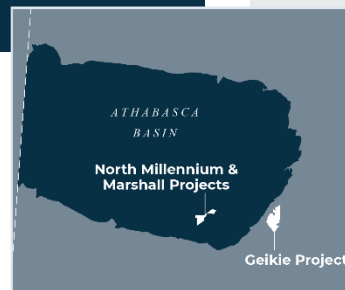 ATHABASCA
BASIN
North Millennium &
Marshall Projects
Geikie Project